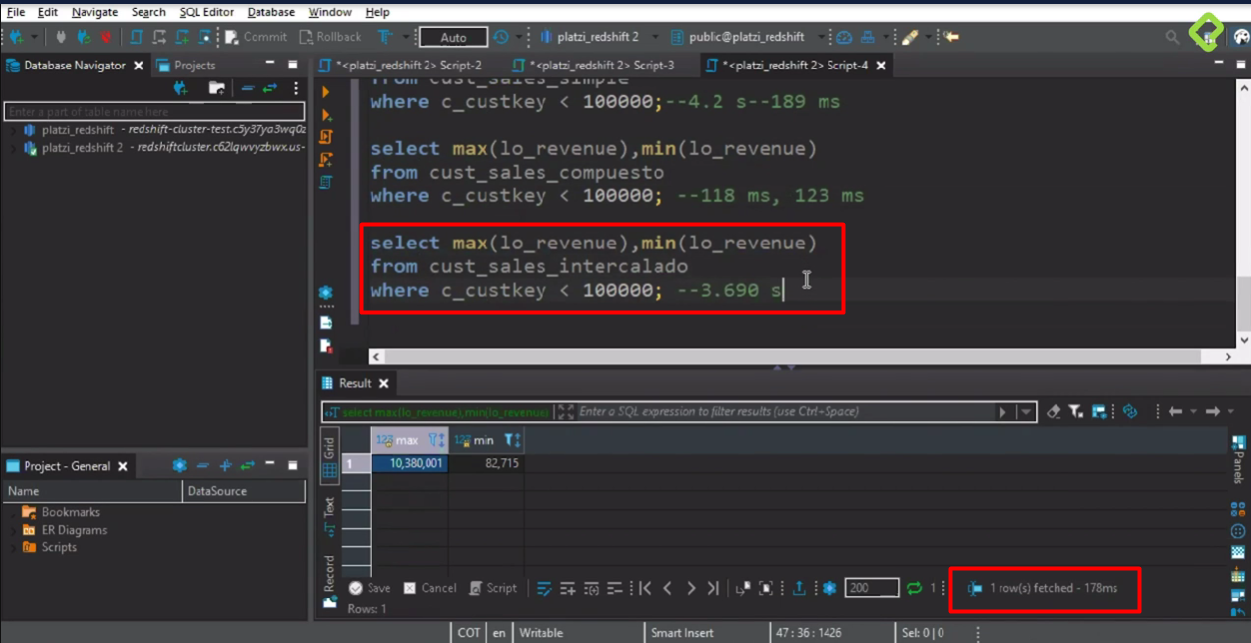 File Edit Navigate Search SQL Editor Database Window Help
Commit Rollback Auto platzi_redshift 2 public@platzi_redshift
Database Navigator Projects
*<platzi_redshift 2> Script-2 *<platzi_redshift 2> Script-3 *<platzi_redshift 2> Script-4
Enter a part of table name here
platzi_redshift - redshift-cluster-test.c5y37ya3wq0z
platzi_redshift 2 - redshiftcluster.c62lqwvyzbwx.us-
from cust_sales_simple
where c_custkey < 100000;--4.2 s--189 ms
select max(lo_revenue),min(lo_revenue)
from cust_sales_compuesto
where c_custkey < 100000; --118 ms, 123 ms
select max(lo_revenue),min(lo_revenue)
from cust_sales_intercalado
where c_custkey < 100000; --3.690 s
Result
select max(lo_revenue),min(lo_revenue) Enter a SQL expression to filter results (use Ctrl+Space)
Grid
Text
Record
123 max 123 min
1 10,380,001 82,715
Panels
Project - General
Name DataSource
Bookmarks
ER Diagrams
Scripts
Save Cancel Script 200 1 1 row(s) fetched - 178ms
Rows: 1
COT en Writable Smart Insert 47 : 36 : 1426 Sel: 0 | 0